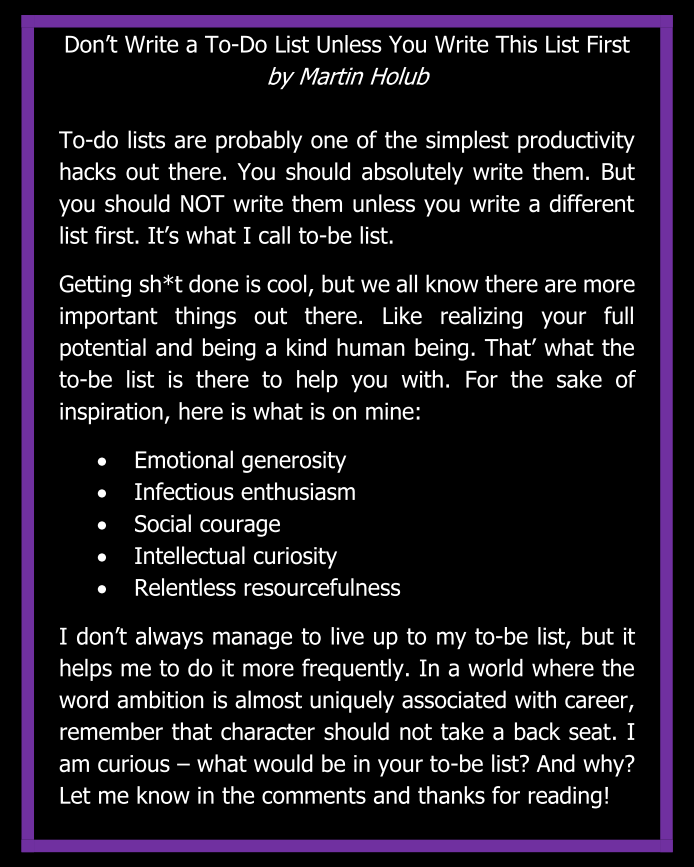 Don’t Write a To-Do List Unless You Write This List First
by Martin Holub
To-do lists are probably one of the simplest productivity
hacks out there. You should absolutely write them. But
you should NOT write them unless you write a different
list first. It’s what I call to-be list.
Getting sh*t done is cool, but we all know there are more
important things out there. Like realizing your full
potential and being a kind human being. That’ what the
to-be list is there to help you with. For the sake of
inspiration, here is what is on mine:
• Emotional generosity
• Infectious enthusiasm
• Social courage
• Intellectual curiosity
• Relentless resourcefulness
I don’t always manage to live up to my to-be list, but it
helps me to do it more frequently. In a world where the
word ambition is almost uniquely associated with career,
remember that character should not take a back seat. I
am curious – what would be in your to-be list? And why?
Let me know in the comments and thanks for reading!